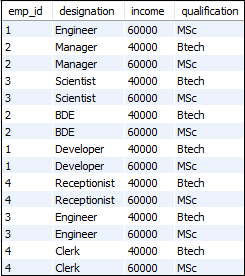 emp_id designation income qualification
1 Engineer 60000 MSc
2 Manager 40000 Btech
2 Manager 60000 MSc
3 Scientist 40000 Btech
3 Scientist 60000 MSc
2 BDE 40000 Btech
2 BDE 60000 MSc
1 Developer 40000 Btech
1 Developer 60000 MSc
4 Receptionist 40000 Btech
4 Receptionist 60000 MSc
3 Engineer 40000 Btech
3 Engineer 60000 MSc
4 Clerk 40000 Btech
4 Clerk 60000 MSc